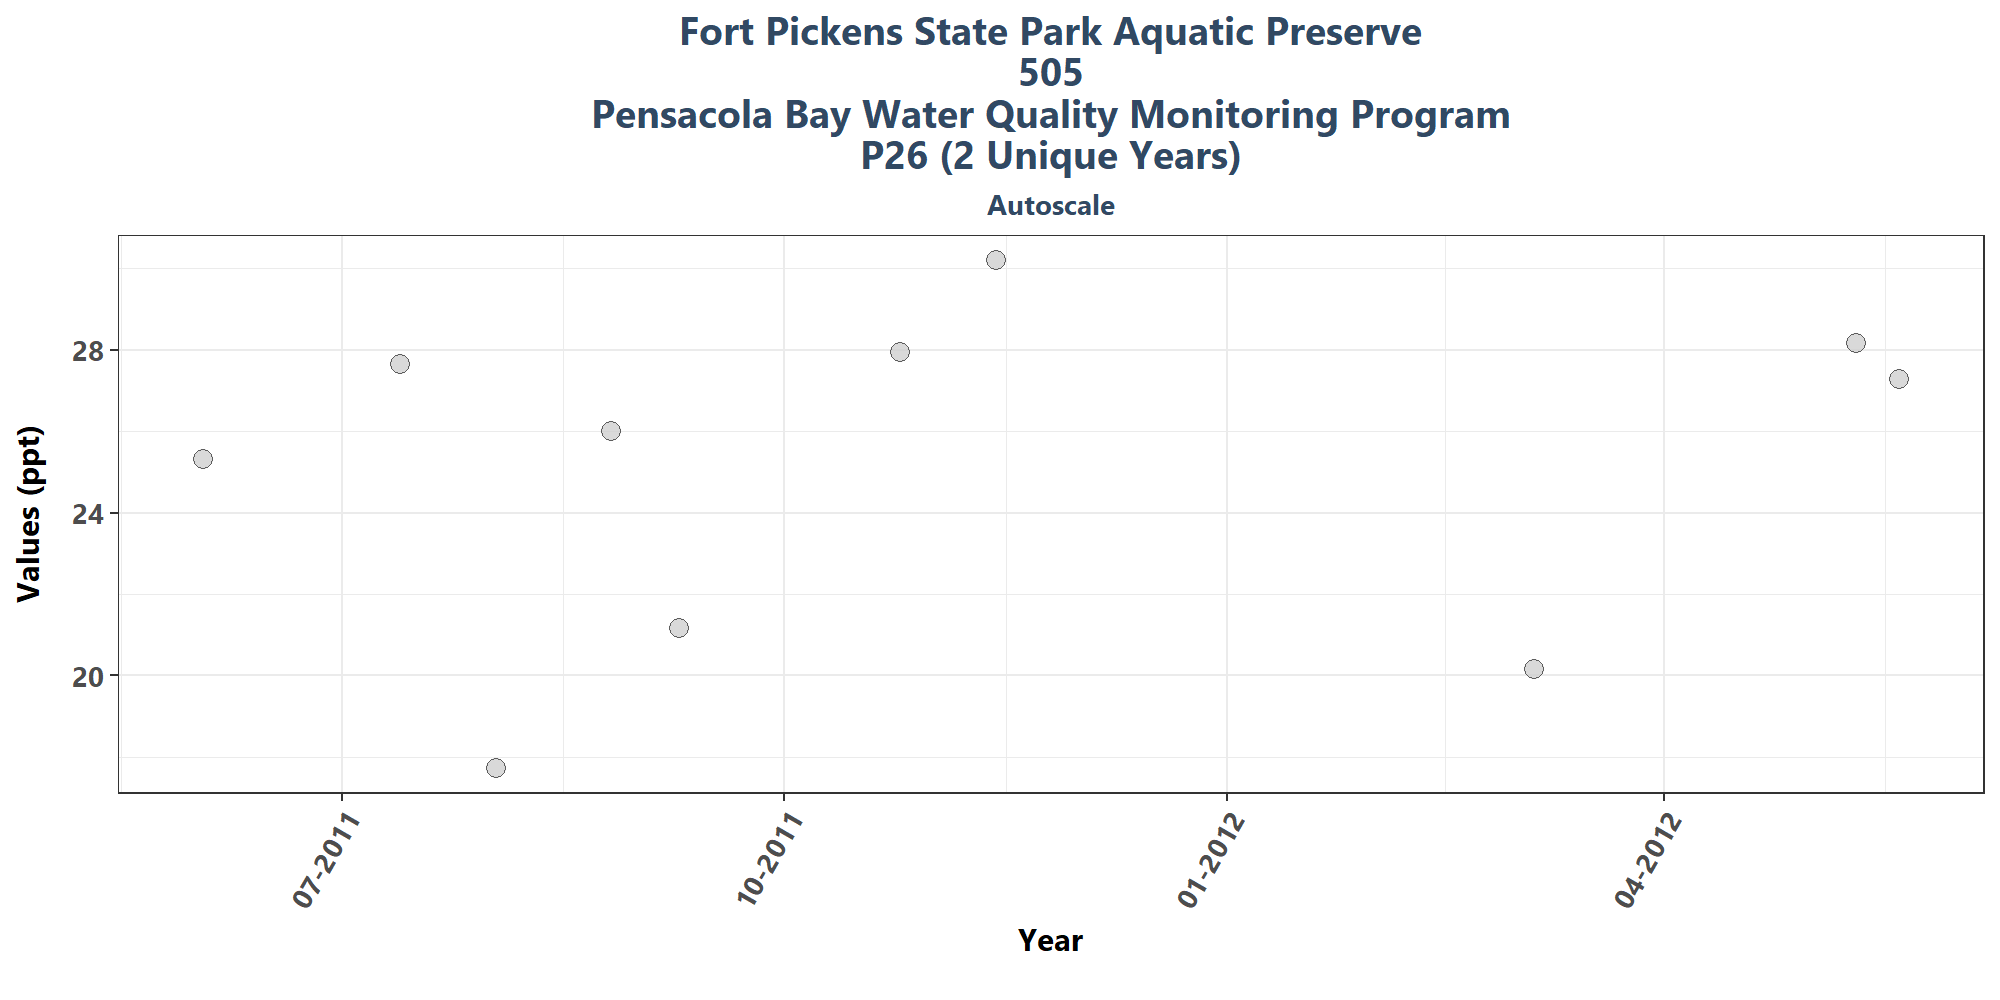 Fort Pickens State Park Aquatic Preserve
505
Pensacola Bay Water Quality Monitoring Program
P26 (2 Unique Years)
Autoscale
Values (ppt)
28
24
20
07-2011
10-2011
01-2012
04-2012
Year